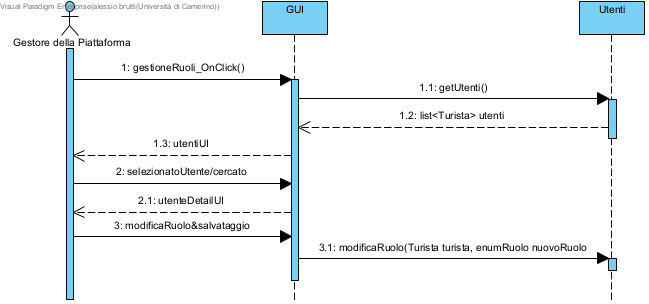 Visual Paradigm Enterprise(alessio brutti(Università di Camerino))
GUI
Utenti
Gestore della Piattaforma
1: gestioneRuoli_OnClick()
1.1: getUtenti()
1.2: list<Turista> utenti
1.3: utentiUI
2: selezionatoUtente/cercato
2.1: utenteDetailUI
3: modificaRuolo&salvataggio
3.1: modificaRuolo(Turista turista, enumRuolo nuovoRuolo